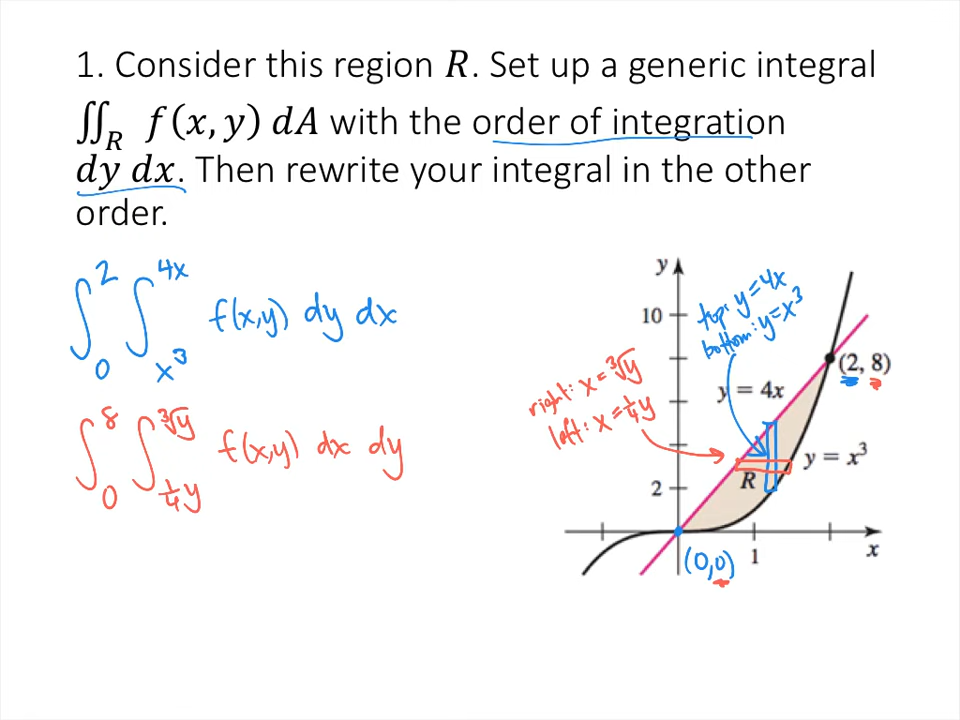 1. Consider this region R. Set up a generic integral
∬_R f(x, y) dA with the order of integration
dy dx. Then rewrite your integral in the other
order.
∫_0^2 ∫_{x^3}^{4x} f(x,y) dy dx
∫_0^8 ∫_{¼y}^{∛y} f(x,y) dx dy
y
top: y=4x
bottom: y=x³
10
(2, 8)
right: x=∛y
left: x=¼y
y = 4x
y = x³
R
2
(0,0)
1
x